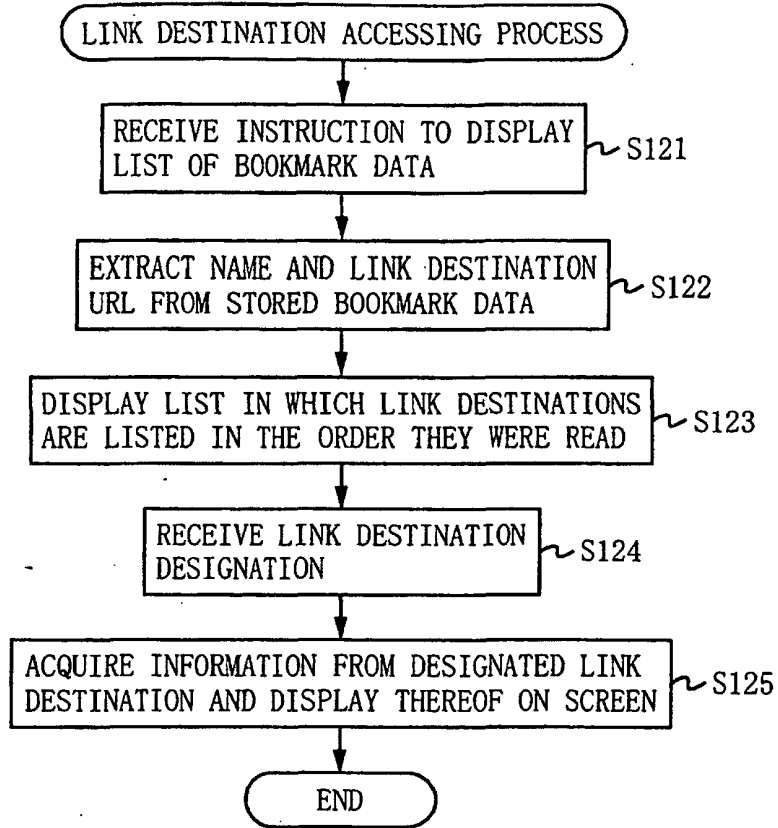 LINK DESTINATION ACCESSING PROCESS
RECEIVE INSTRUCTION TO DISPLAY
LIST OF BOOKMARK DATA
S121
EXTRACT NAME AND LINK DESTINATION
URL FROM STORED BOOKMARK DATA
S122
DISPLAY LIST IN WHICH LINK DESTINATIONS
ARE LISTED IN THE ORDER THEY WERE READ
S123
RECEIVE LINK DESTINATION
DESIGNATION
S124
ACQUIRE INFORMATION FROM DESIGNATED LINK
DESTINATION AND DISPLAY THEREOF ON SCREEN
S125
END